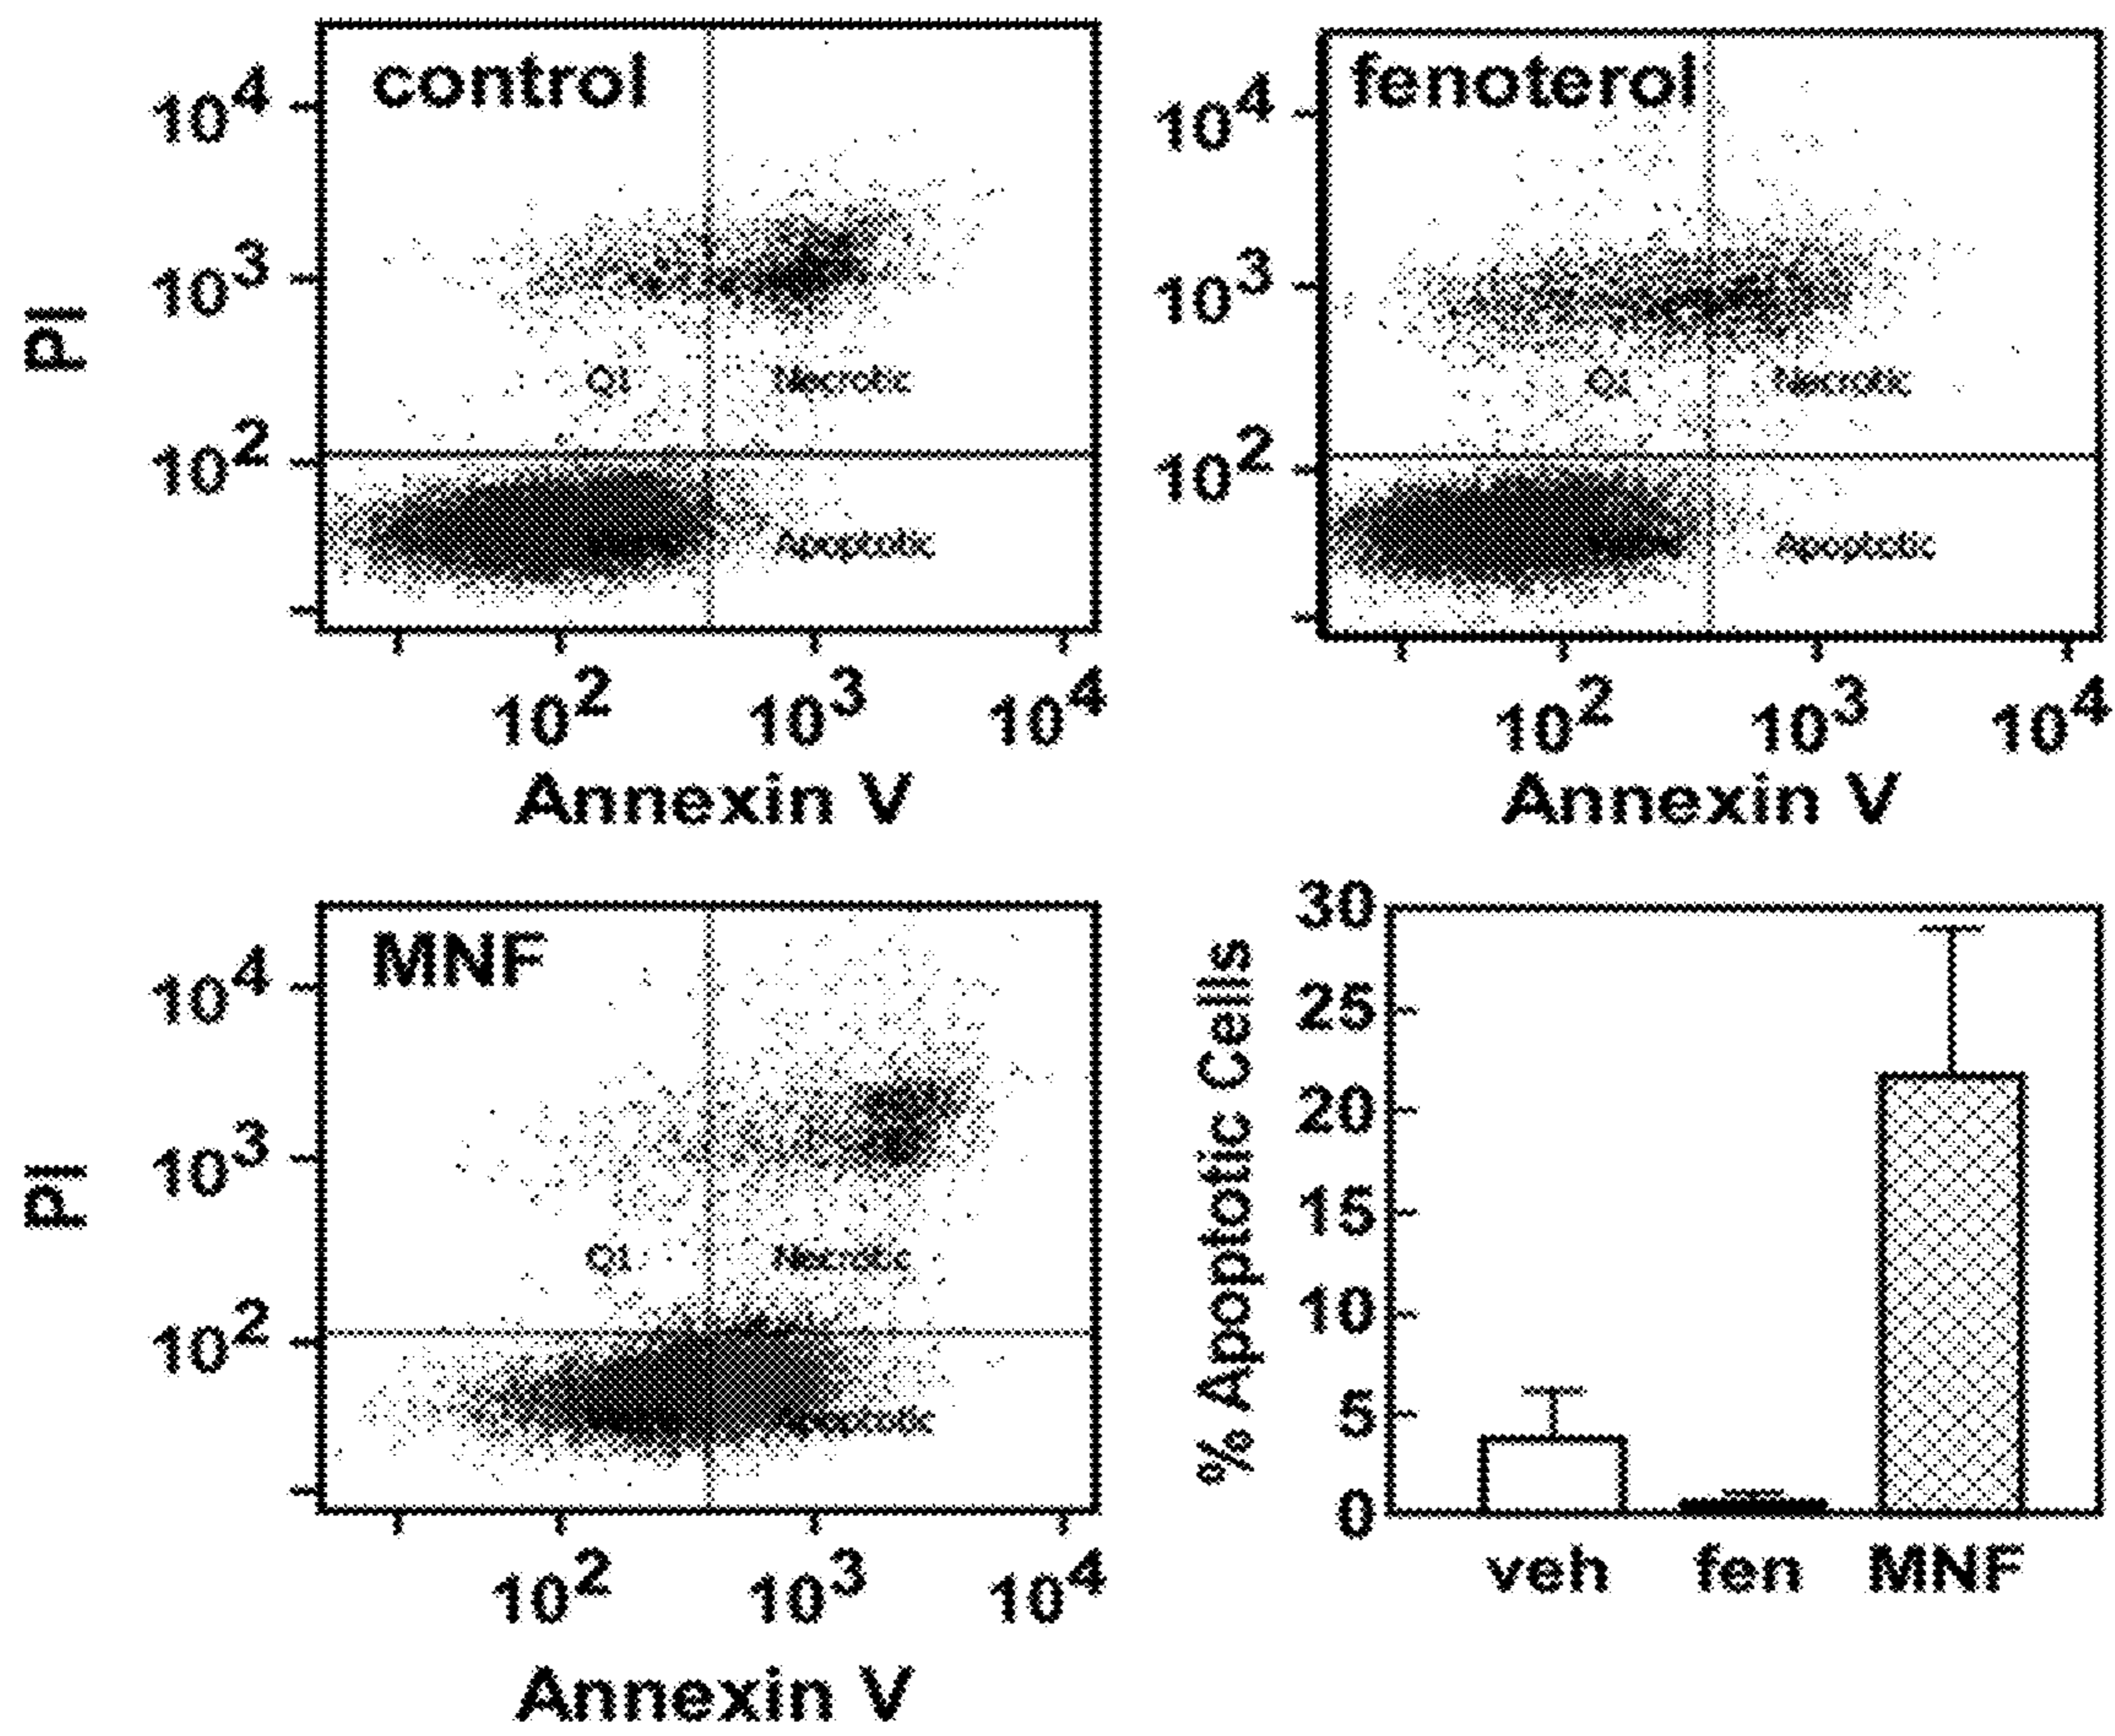 control
10^4
10^3
10^2
PI
Q1
Necrotic
Apoptotic
10^2
10^3
10^4
Annexin V
fenoterol
10^4
10^3
10^2
Q1
Necrotic
Apoptotic
10^2
10^3
10^4
Annexin V
MNF
10^4
10^3
10^2
PI
Q1
Necrotic
Apoptotic
10^2
10^3
10^4
Annexin V
% Apoptotic Cells
30
25
20
15
10
5
0
veh
fen
MNF